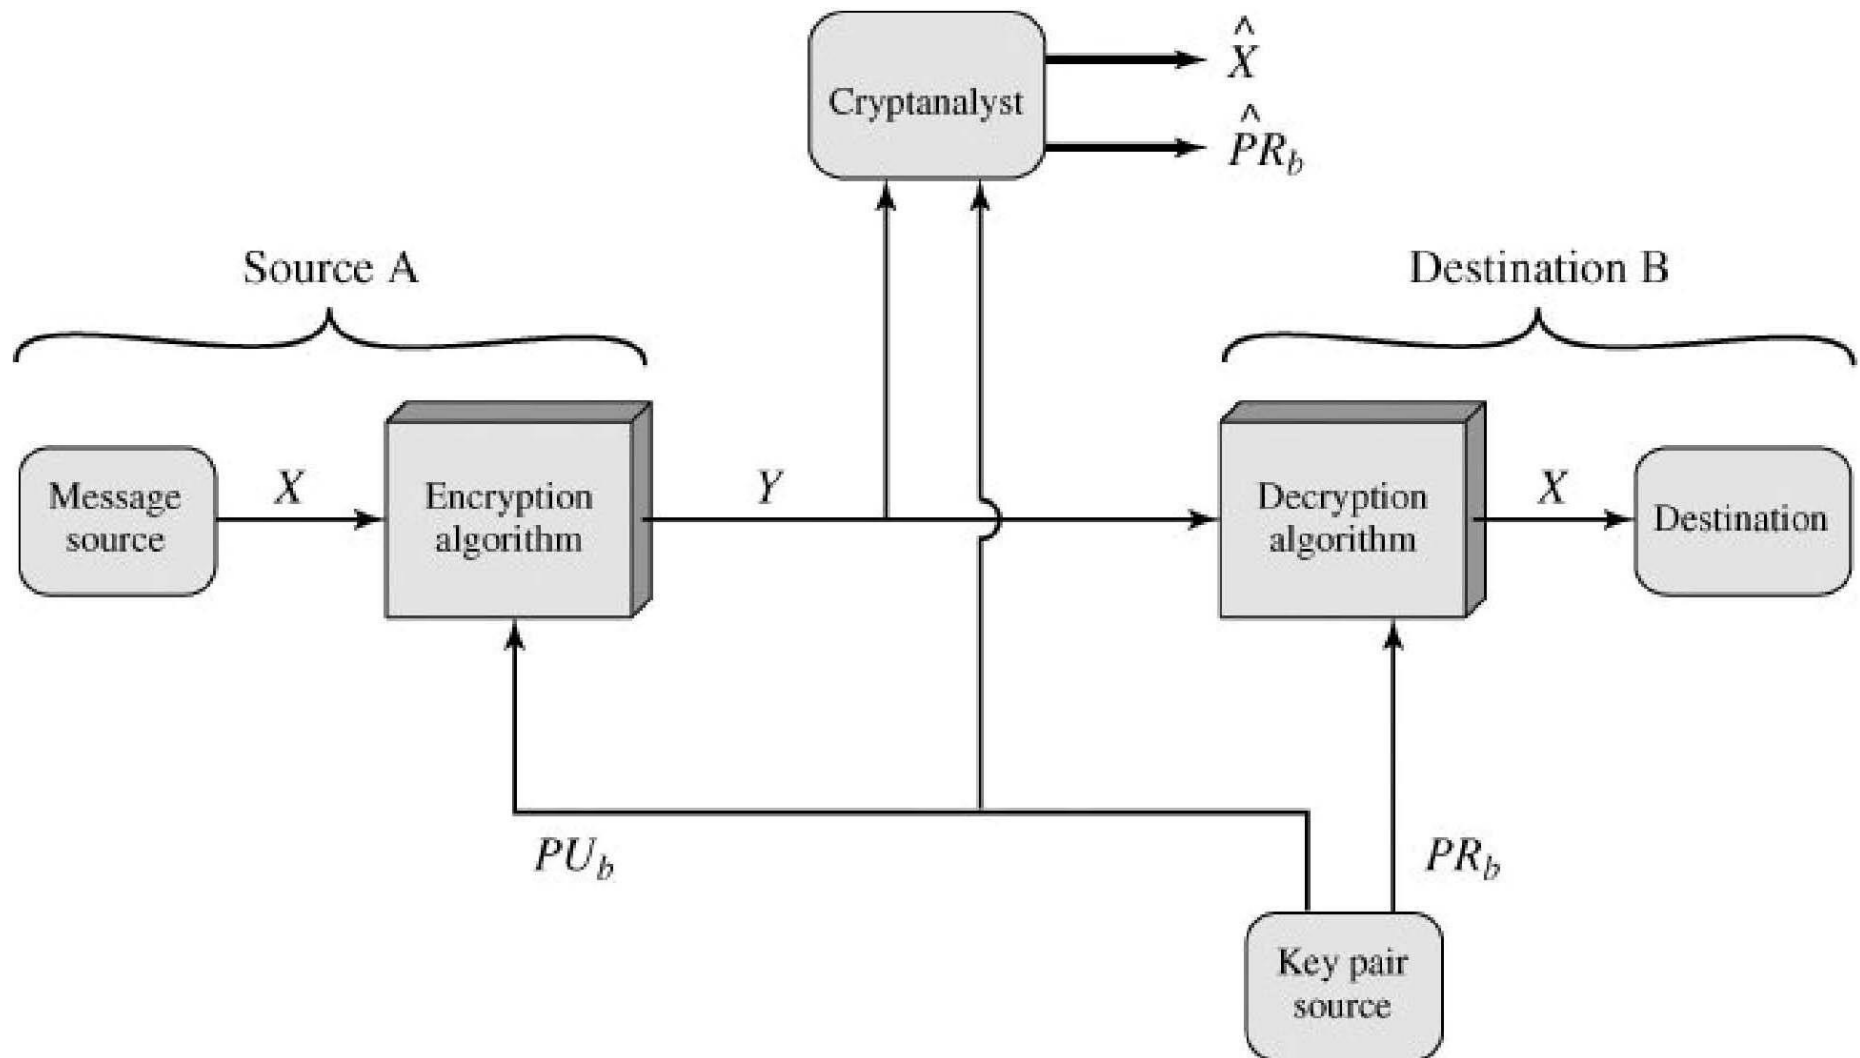 X̂
Cryptanalyst
P̂R_b
Source A
Destination B
Message
source
X
Encryption
algorithm
Y
Decryption
algorithm
X
Destination
PU_b
PR_b
Key pair
source